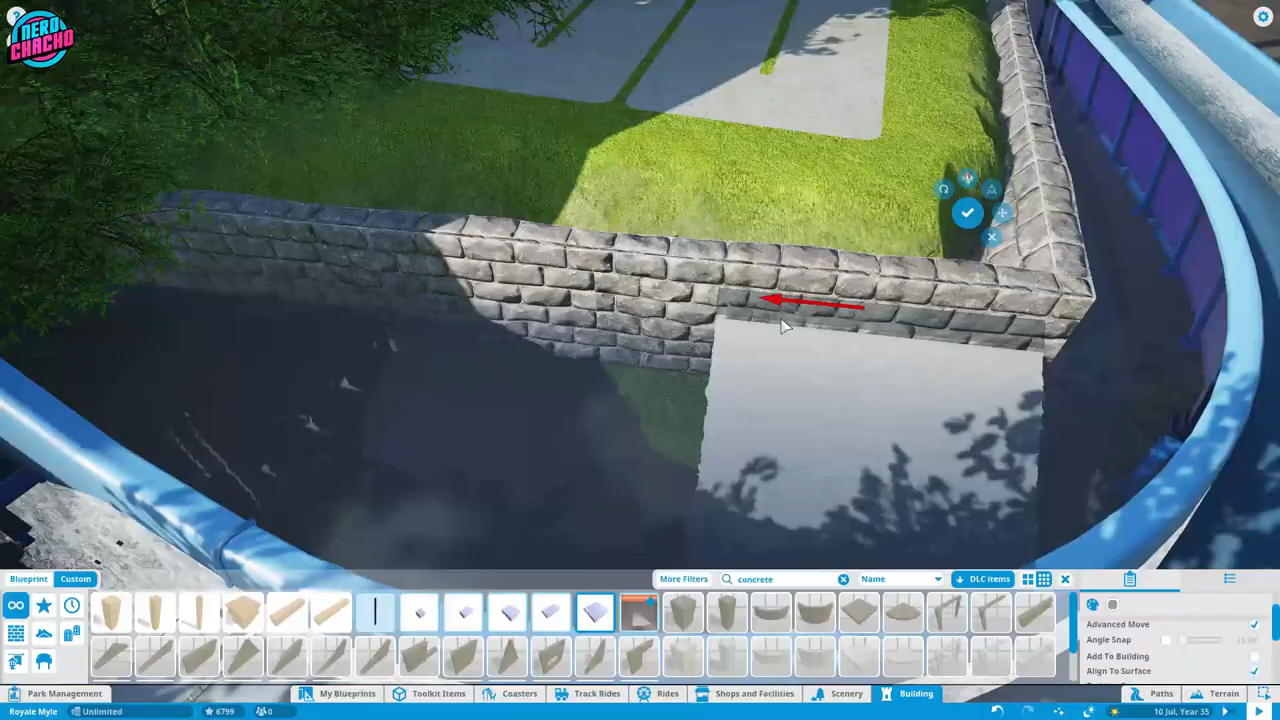 ?
NERD
CHACHO
Blueprint Custom More Filters concrete Name DLC items
Advanced Move
Angle Snap
Add To Building
Align To Surface
Park Management My Blueprints Toolkit Items Coasters Track Rides Rides Shops and Facilities Scenery Building Paths Terrain
Royale Myle Unlimited 6799 0 10 Jul, Year 35